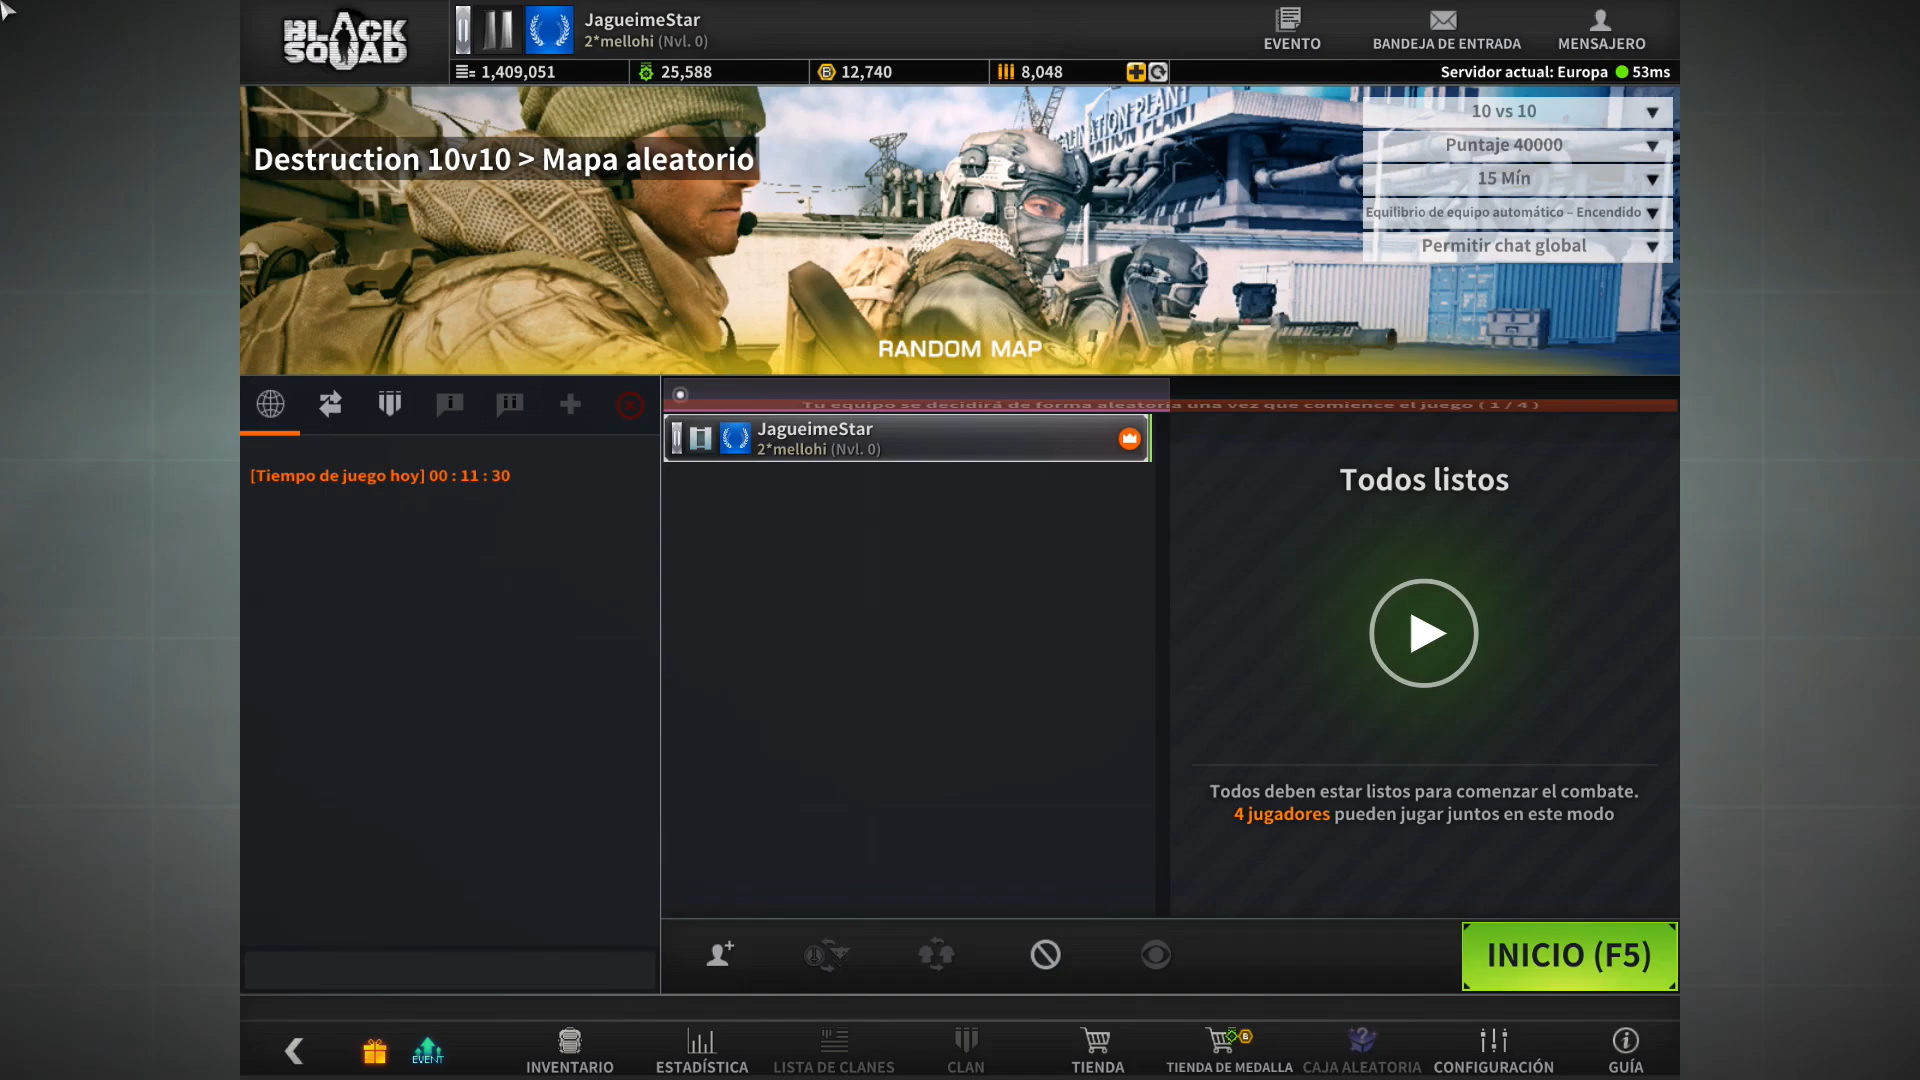 BLACK SQUAD
JagueimeStar
2*mellohi (Nvl. 0)
1,409,051
25,588
12,740
8,048
EVENTO
BANDEJA DE ENTRADA
MENSAJERO
Servidor actual: Europa 53ms
Destruction 10v10 > Mapa aleatorio
10 vs 10
Puntaje 40000
15 Mín
Equilibrio de equipo automático – Encendido
Permitir chat global
PLANT
RANDOM MAP
Tu equipo se decidirá de forma aleatoria una vez que comience el juego ( 1 / 4 )
JagueimeStar
2*mellohi (Nvl. 0)
[Tiempo de juego hoy] 00 : 11 : 30
Todos listos
Todos deben estar listos para comenzar el combate.
4 jugadores pueden jugar juntos en este modo
INICIO (F5)
EVENT
INVENTARIO
ESTADÍSTICA
LISTA DE CLANES
CLAN
TIENDA
TIENDA DE MEDALLA
CAJA ALEATORIA
CONFIGURACIÓN
GUÍA